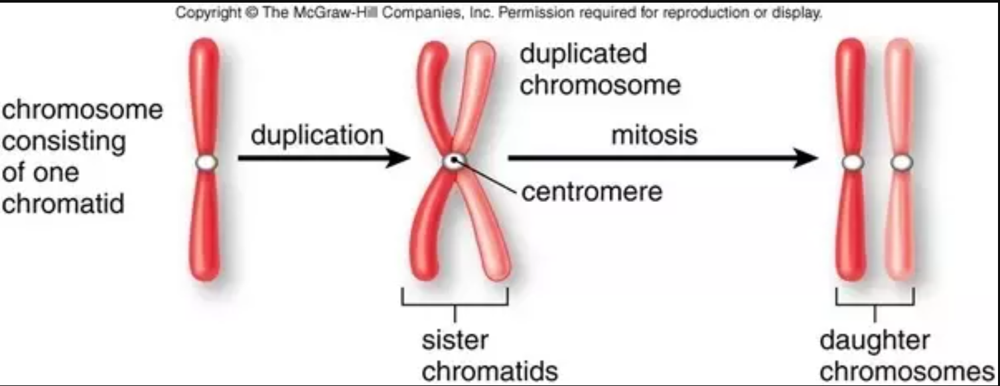 Copyright © The McGraw-Hill Companies, Inc. Permission required for reproduction or display.
chromosome
consisting
of one
chromatid
duplication
duplicated
chromosome
mitosis
centromere
sister
chromatids
daughter
chromosomes